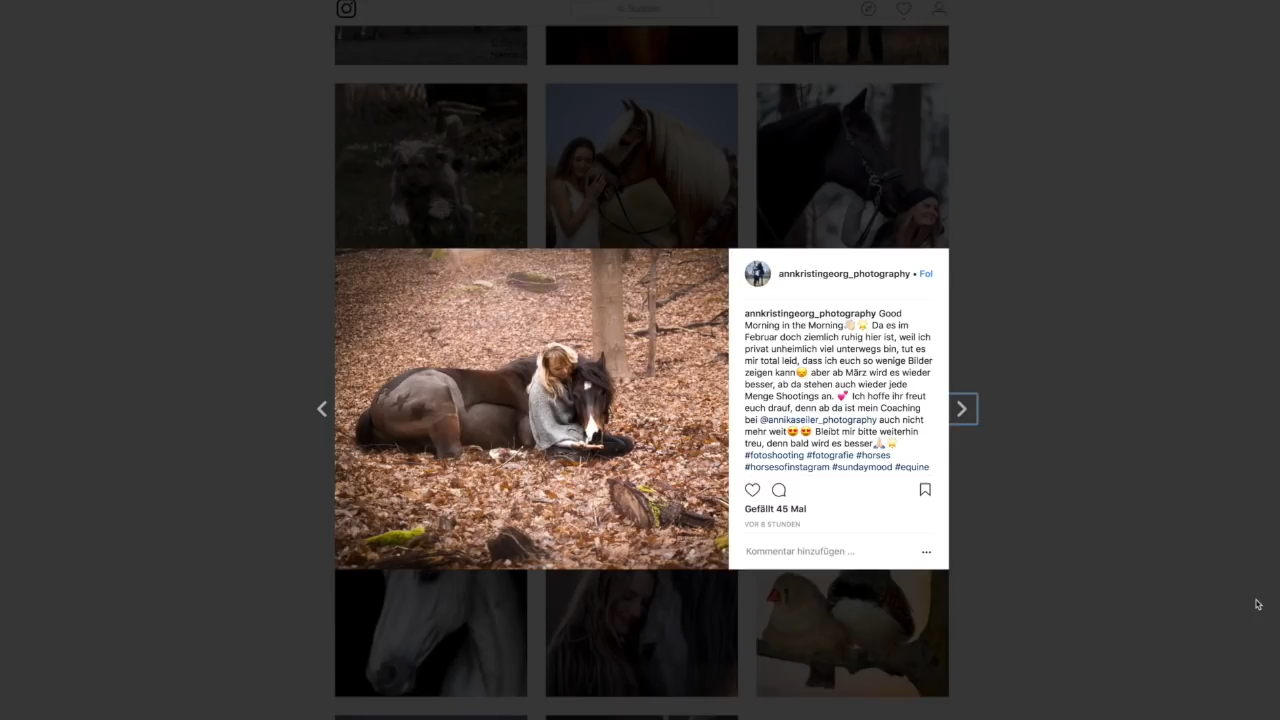 annkristingeorg_photography • Fol
annkristingeorg_photography Good
Morning in the Morning👋🏻🌟 Da es im
Februar doch ziemlich ruhig hier ist, weil ich
privat unheimlich viel unterwegs bin, tut es
mir total leid, dass ich euch so wenige Bilder
zeigen kann😞 aber ab März wird es wieder
besser, ab da stehen auch wieder jede
Menge Shootings an. 💕 Ich hoffe ihr freut
euch drauf, denn ab da ist mein Coaching
bei @annikaseiler_photography auch nicht
mehr weit😍😍 Bleibt mir bitte weiterhin
treu, denn bald wird es besser🙏🏻🌟
#fotoshooting #fotografie #horses
#horsesofinstagram #sundaymood #equine
Gefällt 45 Mal
VOR 8 STUNDEN
Kommentar hinzufügen ...